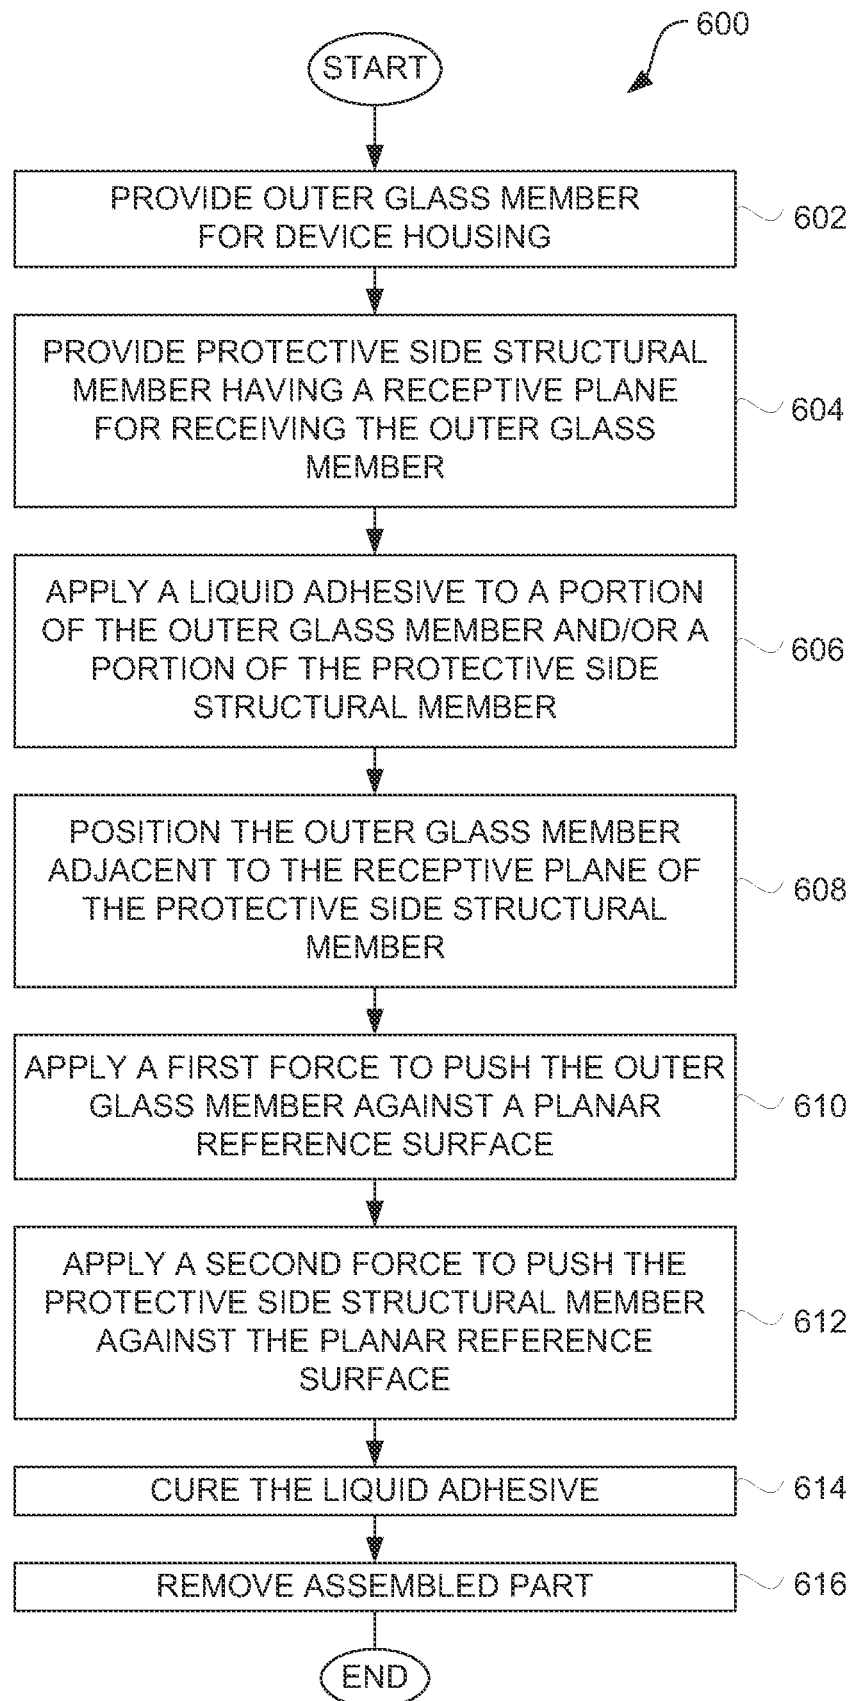 600
START
PROVIDE OUTER GLASS MEMBER
FOR DEVICE HOUSING
602
PROVIDE PROTECTIVE SIDE STRUCTURAL
MEMBER HAVING A RECEPTIVE PLANE
FOR RECEIVING THE OUTER GLASS
MEMBER
604
APPLY A LIQUID ADHESIVE TO A PORTION
OF THE OUTER GLASS MEMBER AND/OR A
PORTION OF THE PROTECTIVE SIDE
STRUCTURAL MEMBER
606
POSITION THE OUTER GLASS MEMBER
ADJACENT TO THE RECEPTIVE PLANE OF
THE PROTECTIVE SIDE STRUCTURAL
MEMBER
608
APPLY A FIRST FORCE TO PUSH THE OUTER
GLASS MEMBER AGAINST A PLANAR
REFERENCE SURFACE
610
APPLY A SECOND FORCE TO PUSH THE
PROTECTIVE SIDE STRUCTURAL MEMBER
AGAINST THE PLANAR REFERENCE
SURFACE
612
CURE THE LIQUID ADHESIVE
614
REMOVE ASSEMBLED PART
616
END